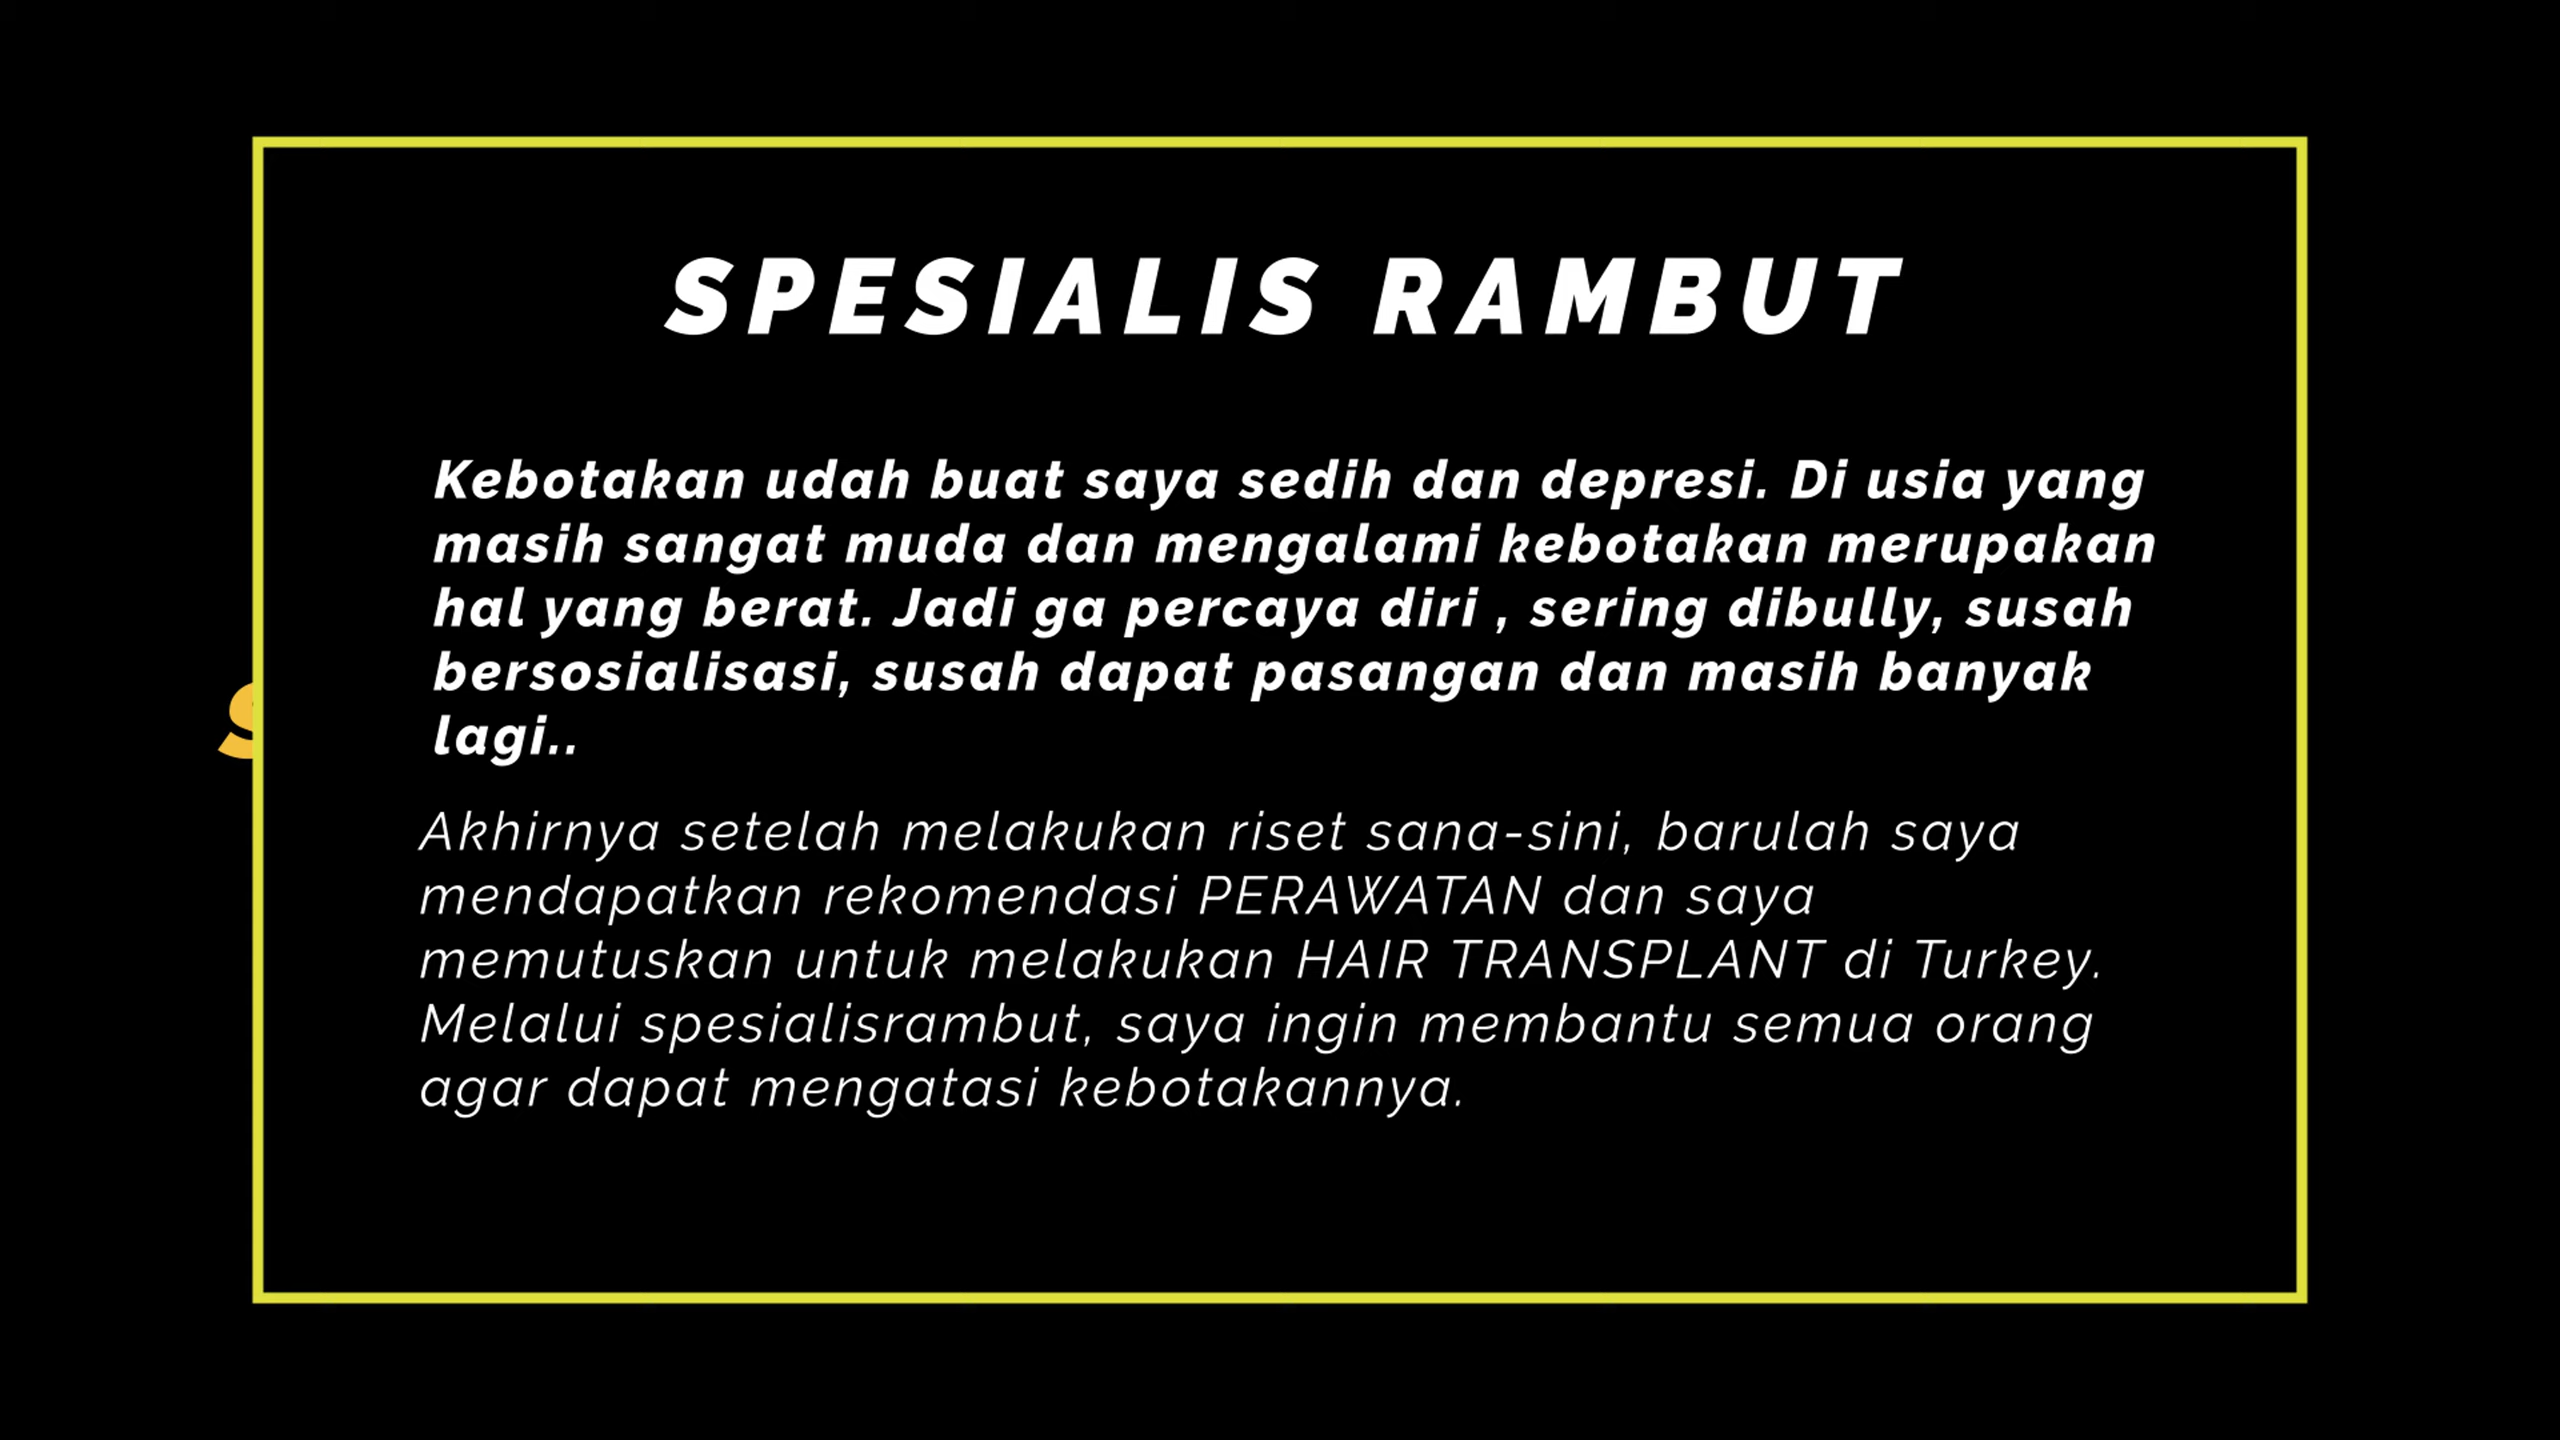 SPESIALIS RAMBUT
Kebotakan udah buat saya sedih dan depresi. Di usia yang
masih sangat muda dan mengalami kebotakan merupakan
hal yang berat. Jadi ga percaya diri , sering dibully, susah
bersosialisasi, susah dapat pasangan dan masih banyak
lagi..
Akhirnya setelah melakukan riset sana-sini, barulah saya
mendapatkan rekomendasi PERAWATAN dan saya
memutuskan untuk melakukan HAIR TRANSPLANT di Turkey.
Melalui spesialisrambut, saya ingin membantu semua orang
agar dapat mengatasi kebotakannya.